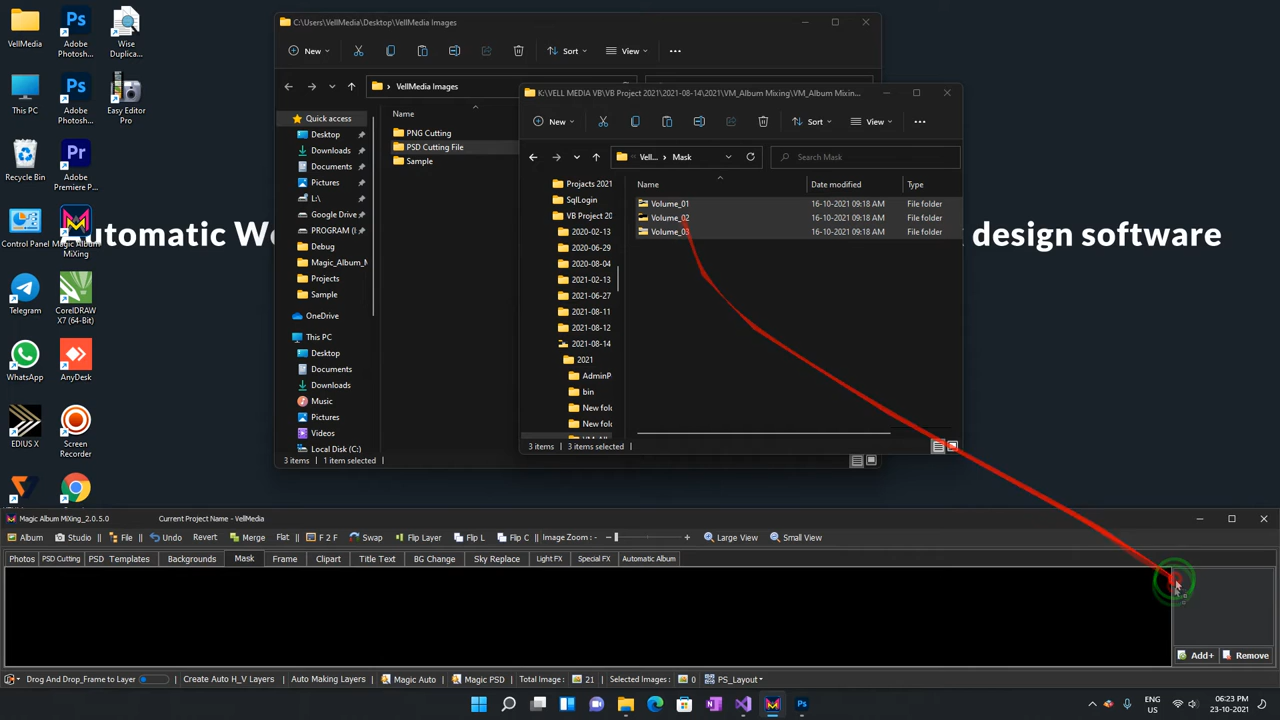 VellMedia
Adobe Photosh...
Wise Duplica...
This PC
Adobe Photosh...
Easy Editor Pro
Recycle Bin
Adobe Premiere P...
Control Panel
Magic Album MiXing
Telegram
CorelDRAW X7 (64-Bit)
WhatsApp
AnyDesk
EDIUS X
Screen Recorder
Automatic We
design software
C:\Users\VellMedia\Desktop\VellMedia Images
New
Sort
View
VellMedia Images
Quick access
Desktop
Downloads
Documents
Pictures
L:\
Google Drive
PROGRAM (
Debug
Magic_Album_M
Projects
Sample
OneDrive
This PC
Desktop
Documents
Downloads
Music
Pictures
Videos
Local Disk (C:)
Name
PNG Cutting
PSD Cutting File
Sample
3 items
1 item selected
K:\VELL MEDIA VB\VB Project 2021\2021-08-14\2021\VM_Album Mixing\VM_Album Mixin...
New
Sort
View
Vell...
Mask
Search Mask
Projacts 2021
SqlLogin
VB Project 20
2020-02-13
2020-06-29
2020-08-04
2021-02-13
2021-06-27
2021-08-11
2021-08-12
2021-08-14
2021
AdminP
bin
New fold
New fold
Name Date modified Type
Volume_01 16-10-2021 09:18 AM File folder
Volume_02 16-10-2021 09:18 AM File folder
Volume_03 16-10-2021 09:18 AM File folder
3 items 3 items selected
Magic Album MiXing_2.0.5.0 Current Project Name - VellMedia
Album Studio File Undo Revert Merge Flat F 2 F Swap Flip Layer Flip L Flip C Image Zoom : Large View Small View
Photos PSD Cutting PSD Templates Backgrounds Mask Frame Clipart Title Text BG Change Sky Replace Light FX Special FX Automatic Album
Add+ Remove
Drag And Drop_Frame to Layer Create Auto H_V Layers Auto Making Layers Magic Auto Magic PSD Total Image : 21 Selected Images : 0 PS_Layout
ENG
US
06:23 PM
23-10-2021